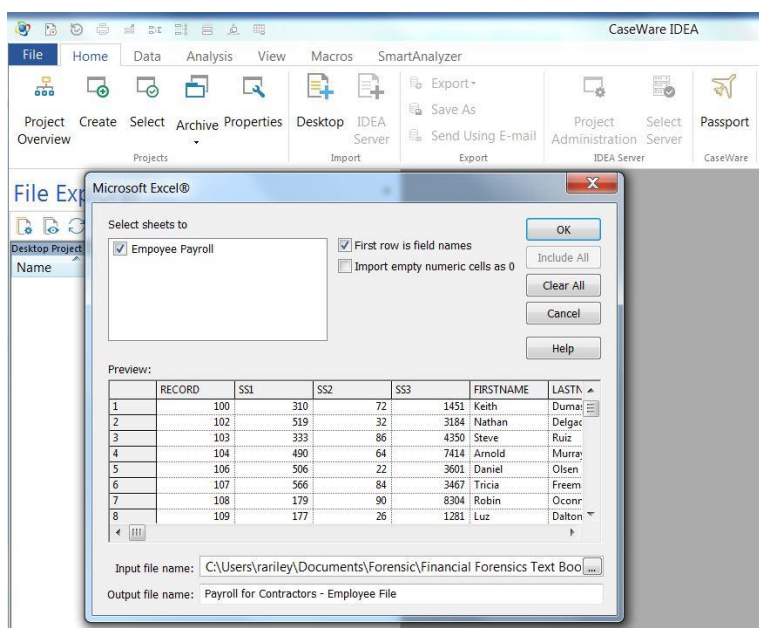 CaseWare IDEA
File Home Data Analysis View Macros SmartAnalyzer
Project Overview Create Select Archive Properties Desktop IDEA Server Export Save As Send Using E-mail Project Administration Select Server Passport
Projects Import Export IDEA Server CaseWare
File Exp
Microsoft Excel®
X
Desktop Project
Name
Select sheets to
Empoyee Payroll
First row is field names
Import empty numeric cells as 0
OK
Include All
Clear All
Cancel
Help
Preview:
RECORD SS1 SS2 SS3 FIRSTNAME LASTN
1 100 310 72 1451 Keith Duma
2 102 519 32 3184 Nathan Delgad
3 103 333 86 4350 Steve Ruiz
4 104 490 64 7414 Arnold Murray
5 106 506 22 3601 Daniel Olsen
6 107 566 84 3467 Tricia Freem
7 108 179 90 8304 Robin Oconn
8 109 177 26 1281 Luz Dalton
Input file name: C:\Users\rariley\Documents\Forensic\Financial Forensics Text Boo ...
Output file name: Payroll for Contractors - Employee File